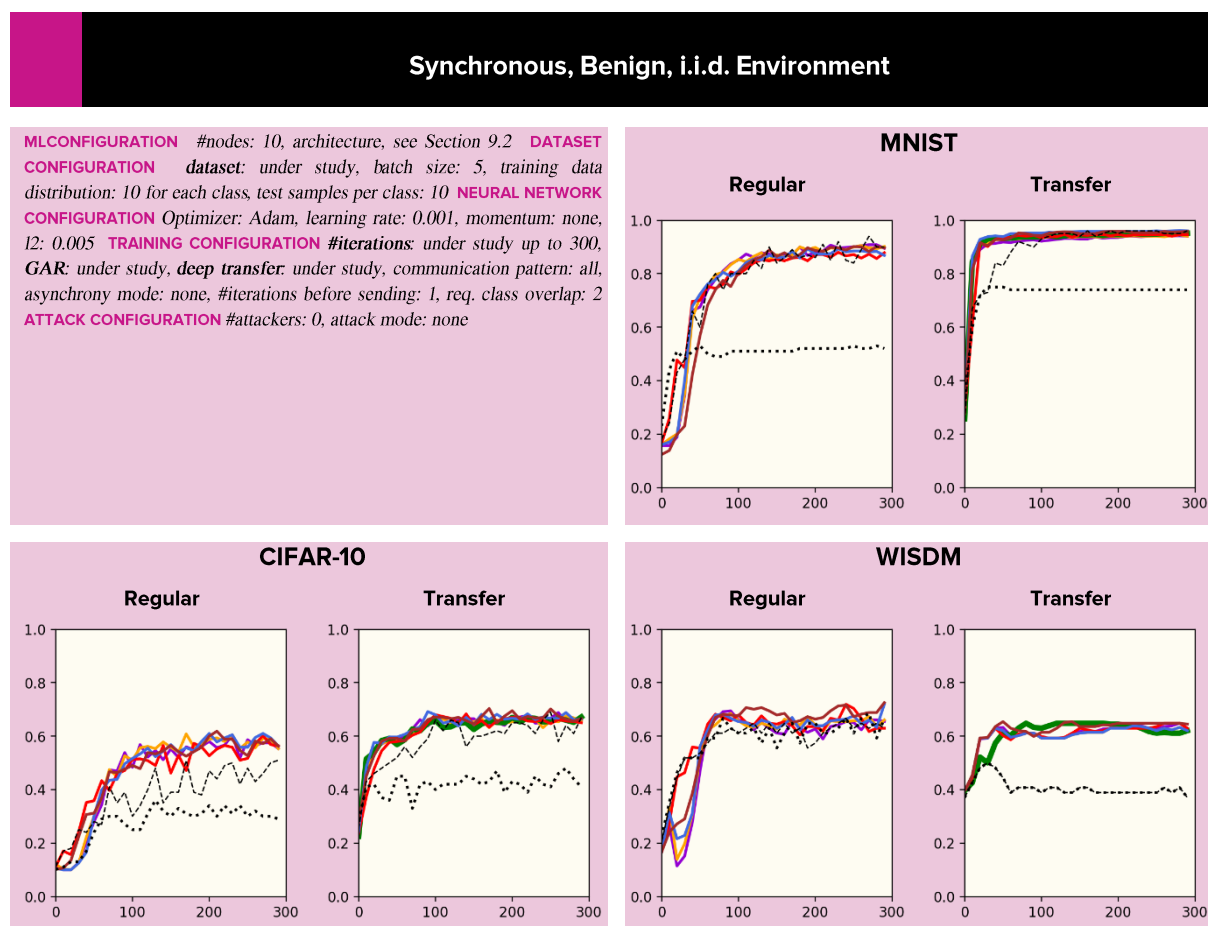 Synchronous, Benign, i.i.d. Environment
MLCONFIGURATION #nodes: 10, architecture, see Section 9.2 DATASET
CONFIGURATION dataset: under study, batch size: 5, training data
distribution: 10 for each class, test samples per class: 10 NEURAL NETWORK
CONFIGURATION Optimizer: Adam, learning rate: 0.001, momentum: none,
l2: 0.005 TRAINING CONFIGURATION #iterations: under study up to 300,
GAR: under study, deep transfer: under study, communication pattern: all,
asynchrony mode: none, #iterations before sending: 1, req. class overlap: 2
ATTACK CONFIGURATION #attackers: 0, attack mode: none
MNIST
Regular Transfer
1.0 1.0
0.8 0.8
0.6 0.6
0.4 0.4
0.2 0.2
0.0 0.0
0 100 200 300 0 100 200 300
CIFAR-10
Regular Transfer
1.0 1.0
0.8 0.8
0.6 0.6
0.4 0.4
0.2 0.2
0.0 0.0
0 100 200 300 0 100 200 300
WISDM
Regular Transfer
1.0 1.0
0.8 0.8
0.6 0.6
0.4 0.4
0.2 0.2
0.0 0.0
0 100 200 300 0 100 200 300